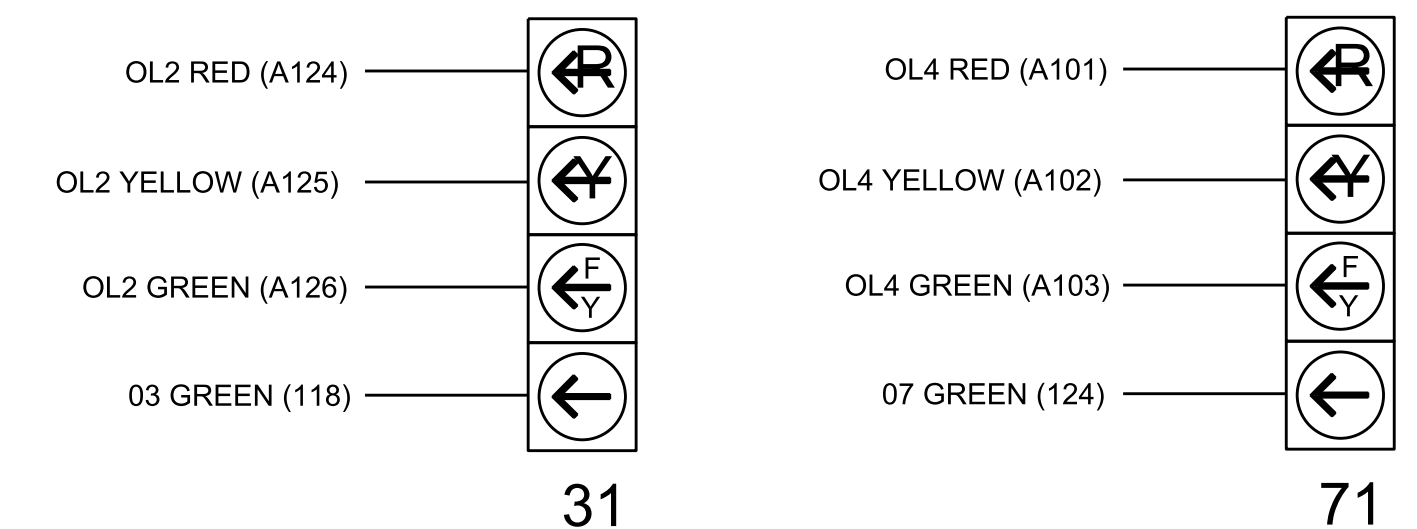 OL2 RED (A124)
R
OL2 YELLOW (A125)
Y
OL2 GREEN (A126)
F
Y
03 GREEN (118)
31
OL4 RED (A101)
R
OL4 YELLOW (A102)
Y
OL4 GREEN (A103)
F
Y
07 GREEN (124)
71